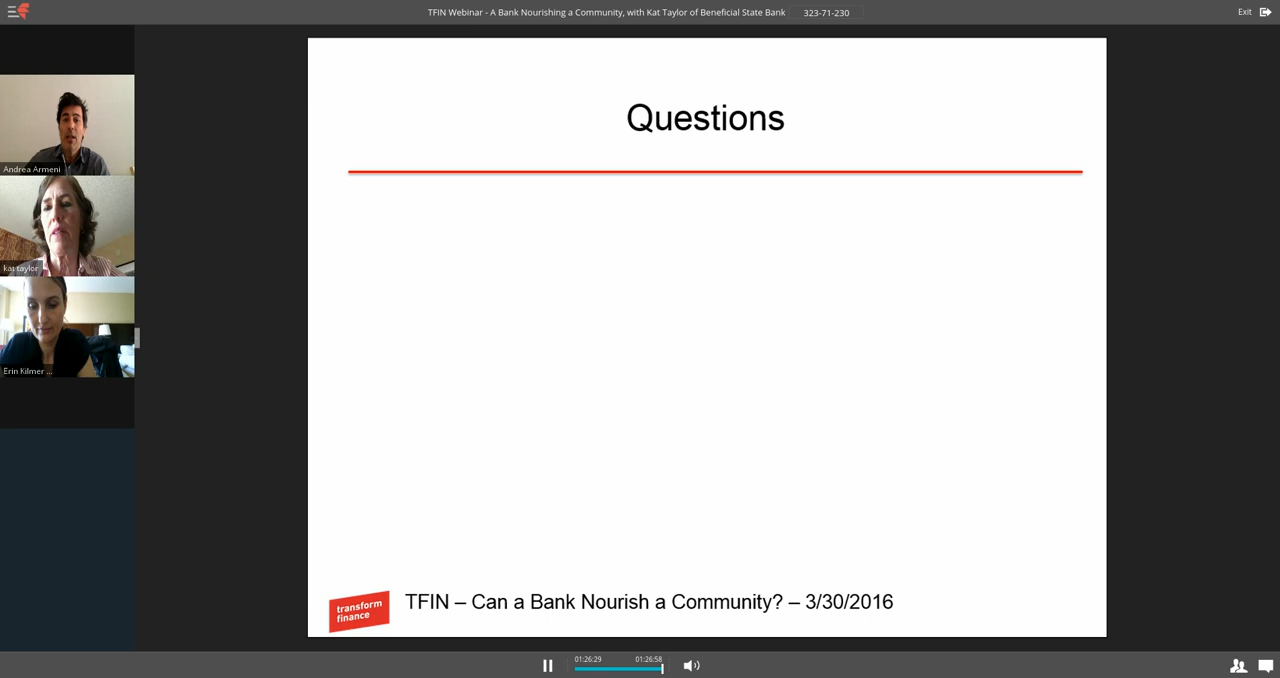 TFIN Webinar - A Bank Nourishing a Community, with Kat Taylor of Beneficial State Bank
323-71-230
Exit
Andrea Armeni
kat taylor
Erin Kilmer ...
Questions
transform
finance
TFIN – Can a Bank Nourish a Community? – 3/30/2016
01:26:29
01:26:58